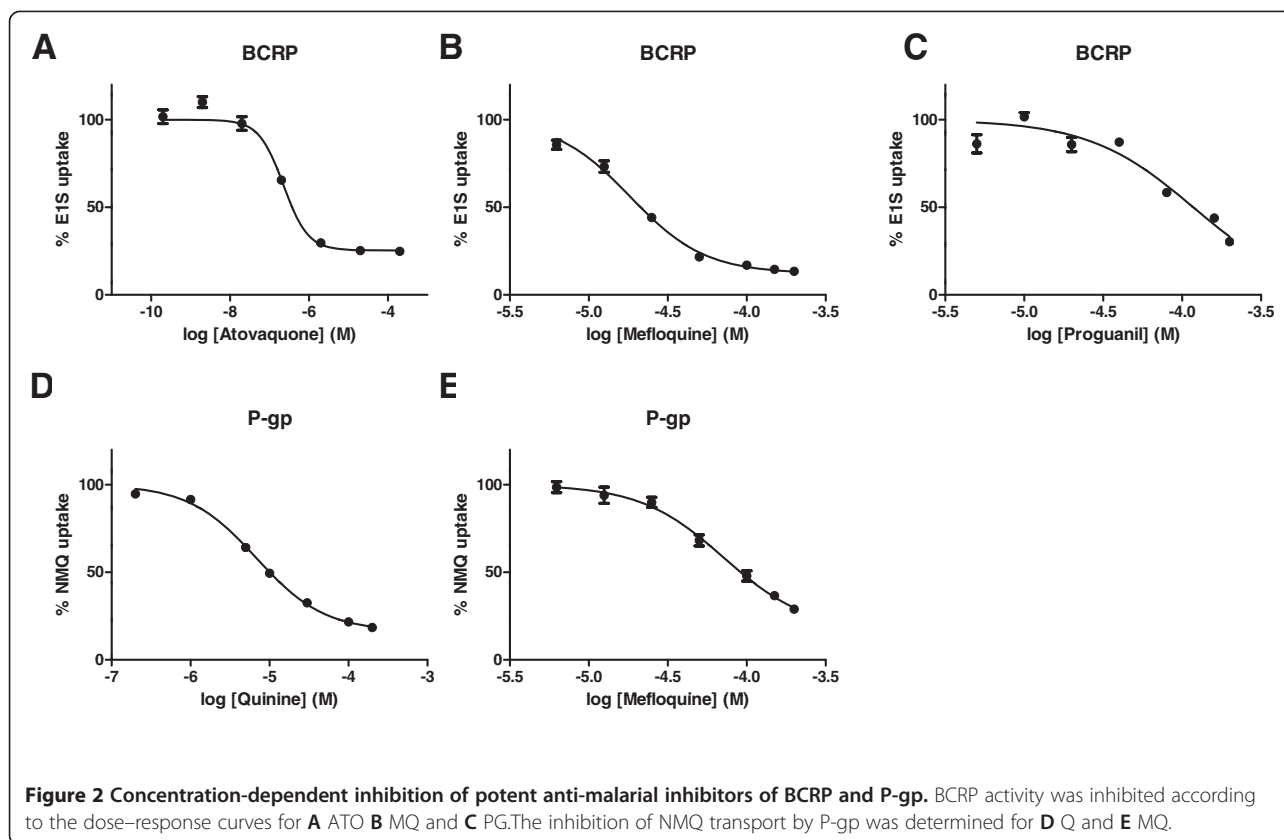 A
BCRP
% E1S uptake
100
50
0
-10
-8
-6
-4
log [Atovaquone] (M)
B
BCRP
% E1S uptake
100
50
0
-5.5
-5.0
-4.5
-4.0
-3.5
log [Mefloquine] (M)
C
BCRP
% E1S uptake
100
50
0
-5.5
-5.0
-4.5
-4.0
-3.5
log [Proguanil] (M)
D
P-gp
% NMQ uptake
100
50
0
-7
-6
-5
-4
-3
log [Quinine] (M)
E
P-gp
% NMQ uptake
100
50
0
-5.5
-5.0
-4.5
-4.0
-3.5
log [Mefloquine] (M)
Figure 2 Concentration-dependent inhibition of potent anti-malarial inhibitors of BCRP and P-gp. BCRP activity was inhibited according
to the dose–response curves for A ATO B MQ and C PG.The inhibition of NMQ transport by P-gp was determined for D Q and E MQ.